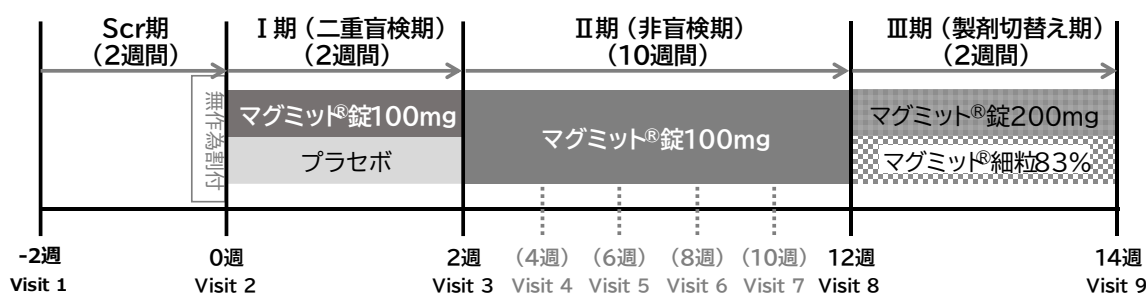 Scr期
(2週間)
Ⅰ期(二重盲検期)
(2週間)
Ⅱ期(非盲検期)
(10週間)
Ⅲ期(製剤切替え期)
(2週間)
無作為割付
マグミット®錠100mg
プラセボ
マグミット®錠100mg
マグミット®錠200mg
マグミット®細粒83%
-2週
0週
2週
(4週)
(6週)
(8週)
(10週)
12週
14週
Visit 1
Visit 2
Visit 3
Visit 4
Visit 5
Visit 6
Visit 7
Visit 8
Visit 9